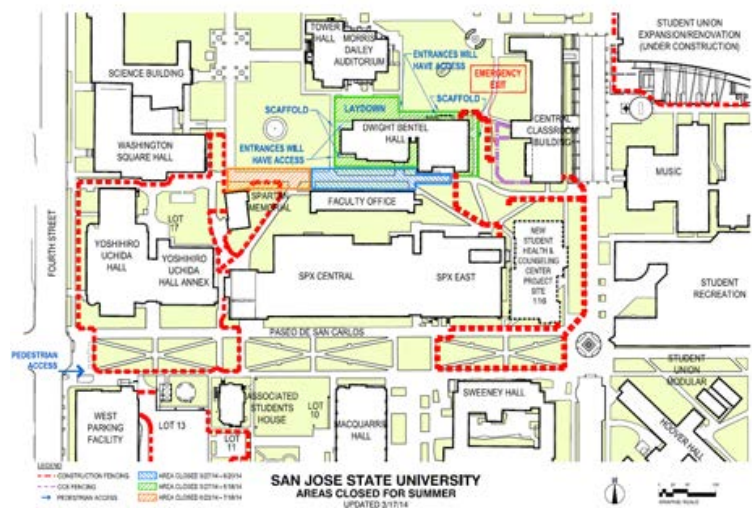 STUDENT UNION
EXPANSION/RENOVATION
(UNDER CONSTRUCTION)
TOWER
HALL
MORRIS
DAILEY
AUDITORIUM
ENTRANCES WILL
HAVE ACCESS
EMERGENCY
EXIT
SCIENCE BUILDING
SCAFFOLD
LAYDOWN
SCAFFOLD
CENTRAL
CLASSROOM
BUILDING
DWIGHT BENTEL
HALL
WASHINGTON
SQUARE HALL
ENTRANCES WILL
HAVE ACCESS
MUSIC
SPARTAN
MEMORIAL
FACULTY OFFICE
LOT
17
FOURTH STREET
YOSHIHIRO
UCHIDA
HALL
YOSHIHIRO
UCHIDA
HALL ANNEX
SPX CENTRAL
SPX EAST
NEW
STUDENT
HEALTH &
COUNSELING
CENTER
PROJECT
SITE
STUDENT
RECREATION
PASEO DE SAN CARLOS
PEDESTRIAN
ACCESS
STUDENT
UNION
MODULAR
WEST
PARKING
FACILITY
LOT 13
ASSOCIATED
STUDENTS
HOUSE
LOT
11
LOT
10
MACQUARRIE
HALL
SWEENEY HALL
HOOVER HALL
LEGEND
CONSTRUCTION FENCING
COX FENCING
PEDESTRIAN ACCESS
SAN JOSE STATE UNIVERSITY
AREAS CLOSED FOR SUMMER
UPDATED 3/17/14
GRAPHIC SCALE